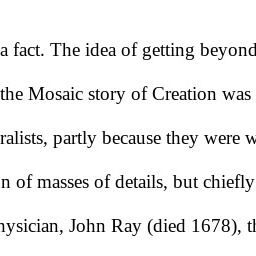 a fact. The idea of getting beyond
the Mosaic story of Creation was
ralists, partly because they were w
n of masses of details, but chiefly
hysician, John Ray (died 1678), th